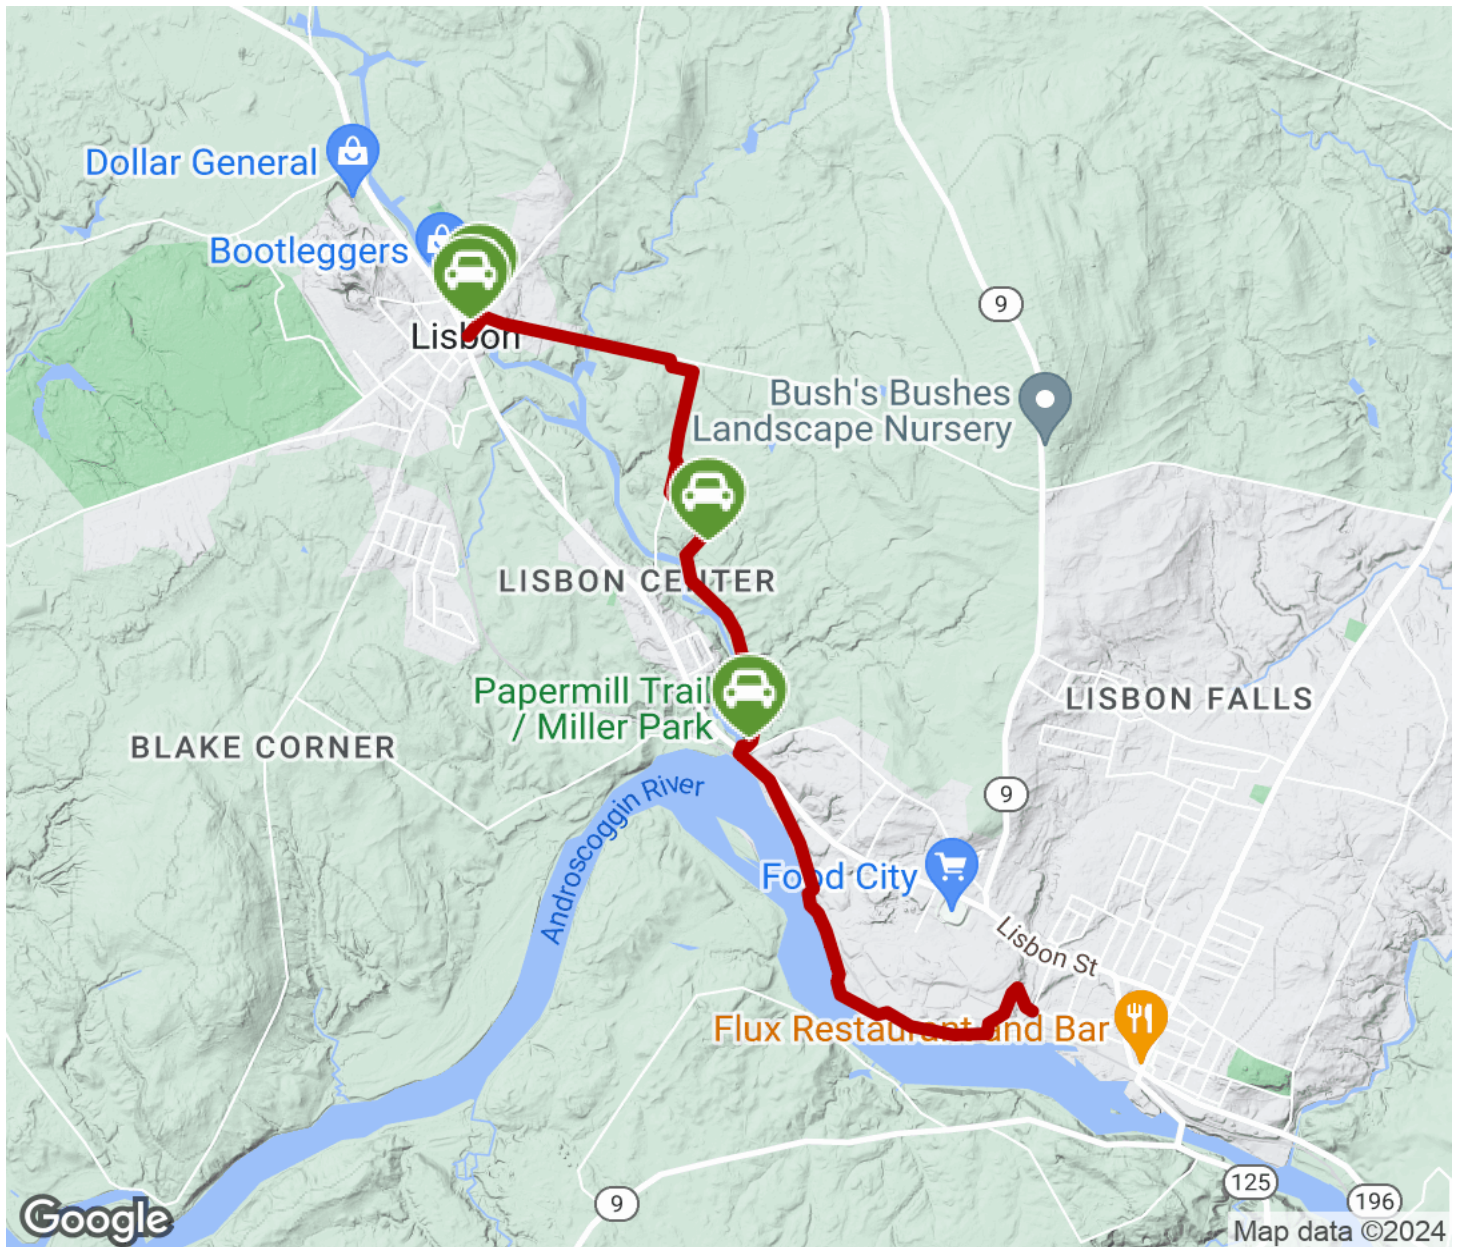 Dollar General
Bootleggers
Lisbon
9
Bush's Bushes
Landscape Nursery
LISBON CENTER
Papermill Trail
/ Miller Park
LISBON FALLS
BLAKE CORNER
Androscoggin River
9
Food City
Lisbon St
Flux Restaurant and Bar
125
196
9
Google
Map data ©2024